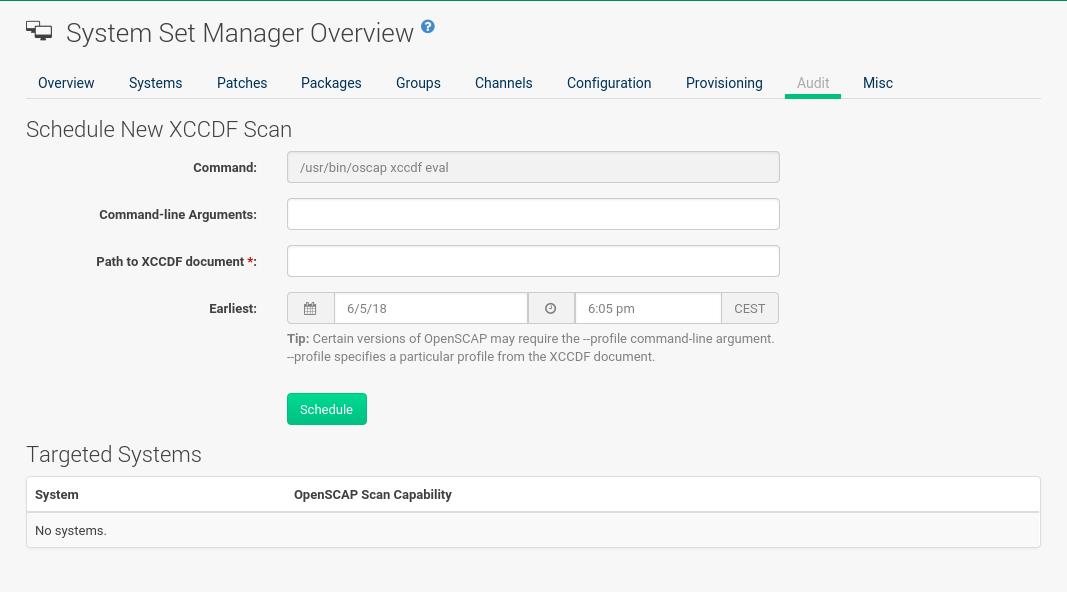 System Set Manager Overview ?
Overview Systems Patches Packages Groups Channels Configuration Provisioning Audit Misc
Schedule New XCCDF Scan
Command: /usr/bin/oscap xccdf eval
Command-line Arguments:
Path to XCCDF document *:
Earliest: 6/5/18 6:05 pm CEST
Tip: Certain versions of OpenSCAP may require the --profile command-line argument.
--profile specifies a particular profile from the XCCDF document.
Schedule
Targeted Systems
System OpenSCAP Scan Capability
No systems.